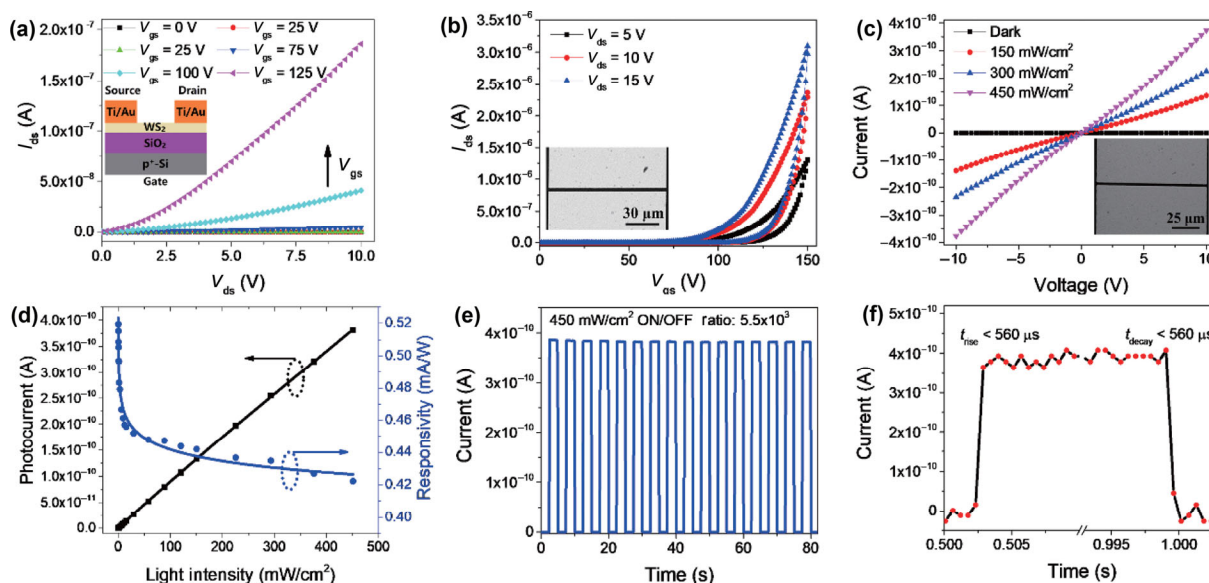 (a)
V_gs = 0 V
V_gs = 25 V
V_gs = 25 V
V_gs = 75 V
V_gs = 100 V
V_gs = 125 V
Source
Drain
Ti/Au
Ti/Au
WS₂
SiO₂
p⁺-Si
Gate
V_gs
2.0x10⁻⁷
1.5x10⁻⁷
1.0x10⁻⁷
5.0x10⁻⁸
0.0
I_ds (A)
0.0 2.5 5.0 7.5 10.0
V_ds (V)
(b)
V_ds = 5 V
V_ds = 10 V
V_ds = 15 V
30 μm
4.0x10⁻⁶
3.5x10⁻⁶
3.0x10⁻⁶
2.5x10⁻⁶
2.0x10⁻⁶
1.5x10⁻⁶
1.0x10⁻⁶
5.0x10⁻⁷
0.0
I_ds (A)
0 25 50 75 100 125 150
V_gs (V)
(c)
Dark
150 mW/cm²
300 mW/cm²
450 mW/cm²
25 μm
4x10⁻¹⁰
3x10⁻¹⁰
2x10⁻¹⁰
1x10⁻¹⁰
0
-1x10⁻¹⁰
-2x10⁻¹⁰
-3x10⁻¹⁰
-4x10⁻¹⁰
Current (A)
-10 -5 0 5 10
Voltage (V)
(d)
4.0x10⁻¹⁰
3.5x10⁻¹⁰
3.0x10⁻¹⁰
2.5x10⁻¹⁰
2.0x10⁻¹⁰
1.5x10⁻¹⁰
1.0x10⁻¹⁰
5.0x10⁻¹¹
0.0
Photocurrent (A)
0.52
0.50
0.48
0.46
0.44
0.42
0.40
Responsivity (mA/W)
0 100 200 300 400 500
Light intensity (mW/cm²)
(e)
450 mW/cm² ON/OFF ratio: 5.5x10³
4x10⁻¹⁰
3x10⁻¹⁰
2x10⁻¹⁰
1x10⁻¹⁰
0
Current (A)
0 20 40 60 80
Time (s)
(f)
t_rise < 560 μs
t_decay < 560 μs
5x10⁻¹⁰
4x10⁻¹⁰
3x10⁻¹⁰
2x10⁻¹⁰
1x10⁻¹⁰
0
Current (A)
0.500 0.505 0.995 1.000
Time (s)